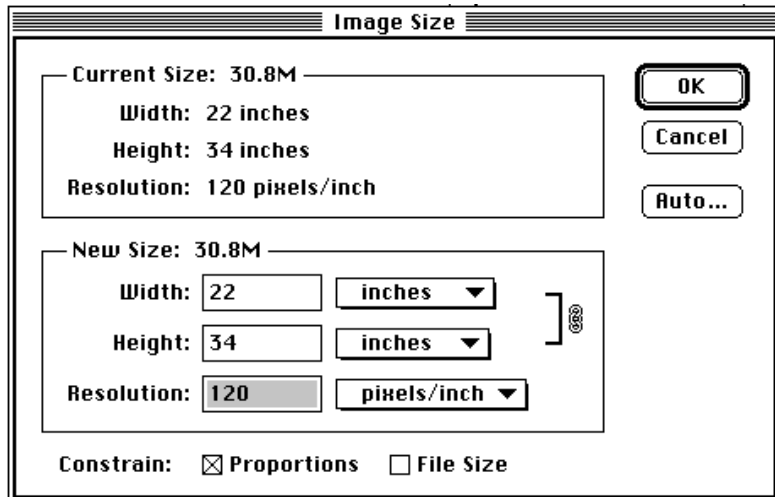 Image Size
Current Size: 30.8M
Width: 22 inches
Height: 34 inches
Resolution: 120 pixels/inch
OK
Cancel
Auto...
New Size: 30.8M
Width: 22 inches
Height: 34 inches
Resolution: 120 pixels/inch
Constrain: Proportions File Size